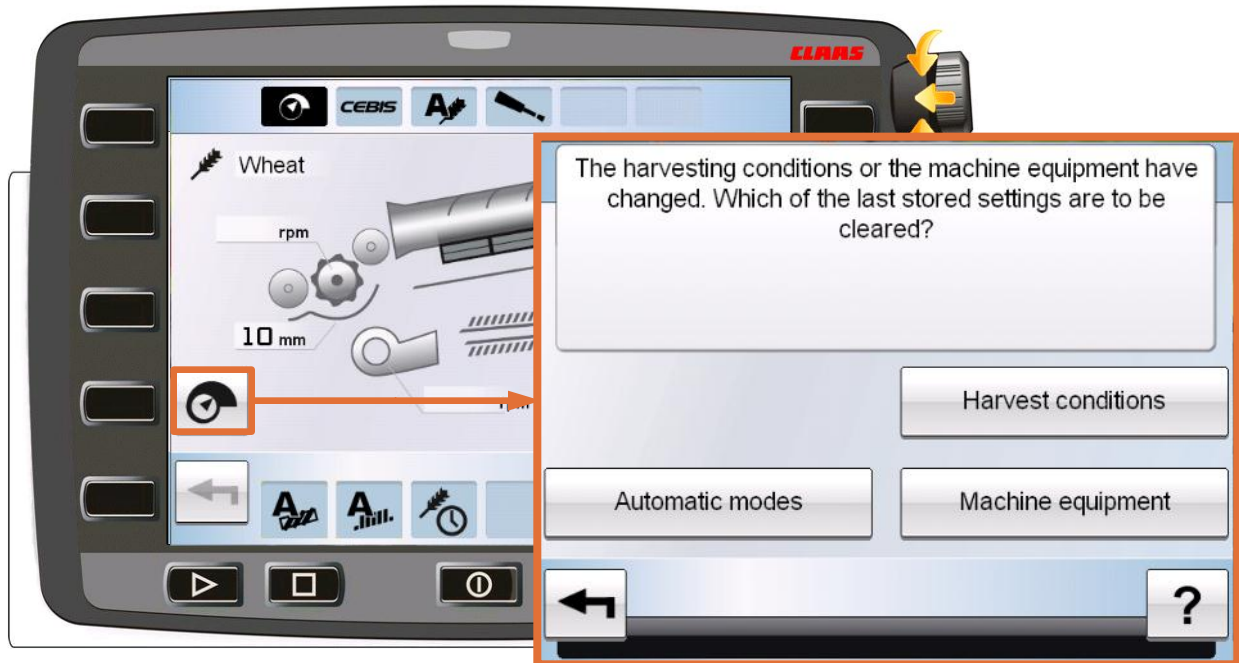 CLAAS
CEBIS
A
Wheat
rpm
10 mm
A
A
The harvesting conditions or the machine equipment have
changed. Which of the last stored settings are to be
cleared?
Harvest conditions
Automatic modes
Machine equipment
?